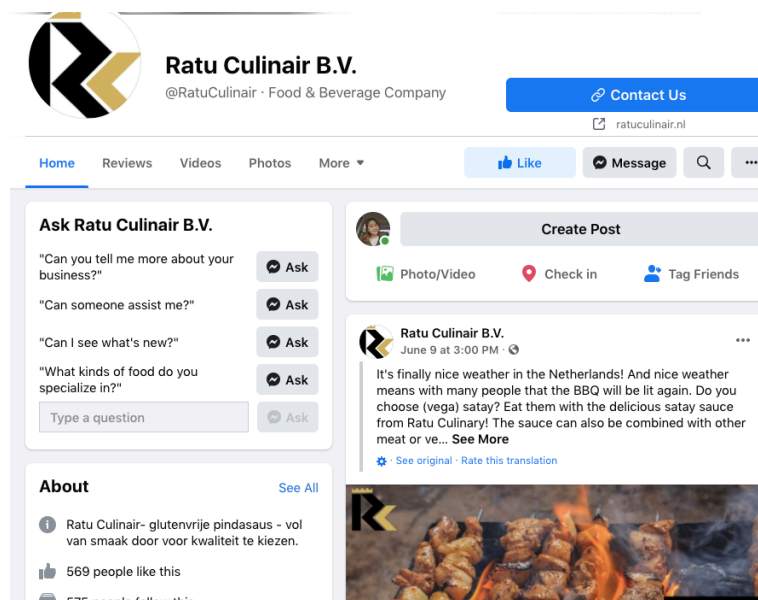 Ratu Culinair B.V.
@RatuCulinair · Food & Beverage Company
Contact Us
ratuculinair.nl
Home
Reviews
Videos
Photos
More
Like
Message
Ask Ratu Culinair B.V.
"Can you tell me more about your
business?"
Ask
"Can someone assist me?"
Ask
"Can I see what's new?"
Ask
"What kinds of food do you
specialize in?"
Ask
Type a question
Ask
About
See All
Ratu Culinair- glutenvrije pindasaus - vol
van smaak door voor kwaliteit te kiezen.
569 people like this
Create Post
Photo/Video
Check in
Tag Friends
Ratu Culinair B.V.
June 9 at 3:00 PM ·
It's finally nice weather in the Netherlands! And nice weather
means with many people that the BBQ will be lit again. Do you
choose (vega) satay? Eat them with the delicious satay sauce
from Ratu Culinary! The sauce can also be combined with other
meat or ve... See More
· See original · Rate this translation